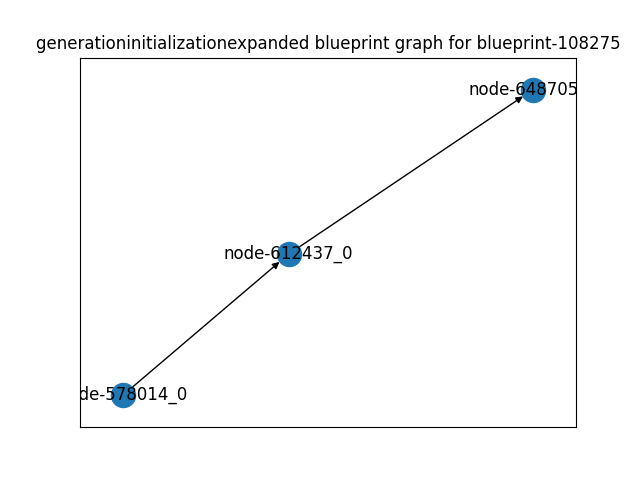 generationinitializationexpanded blueprint graph for blueprint-108275
node-648705
node-612437_0
de-578014_0